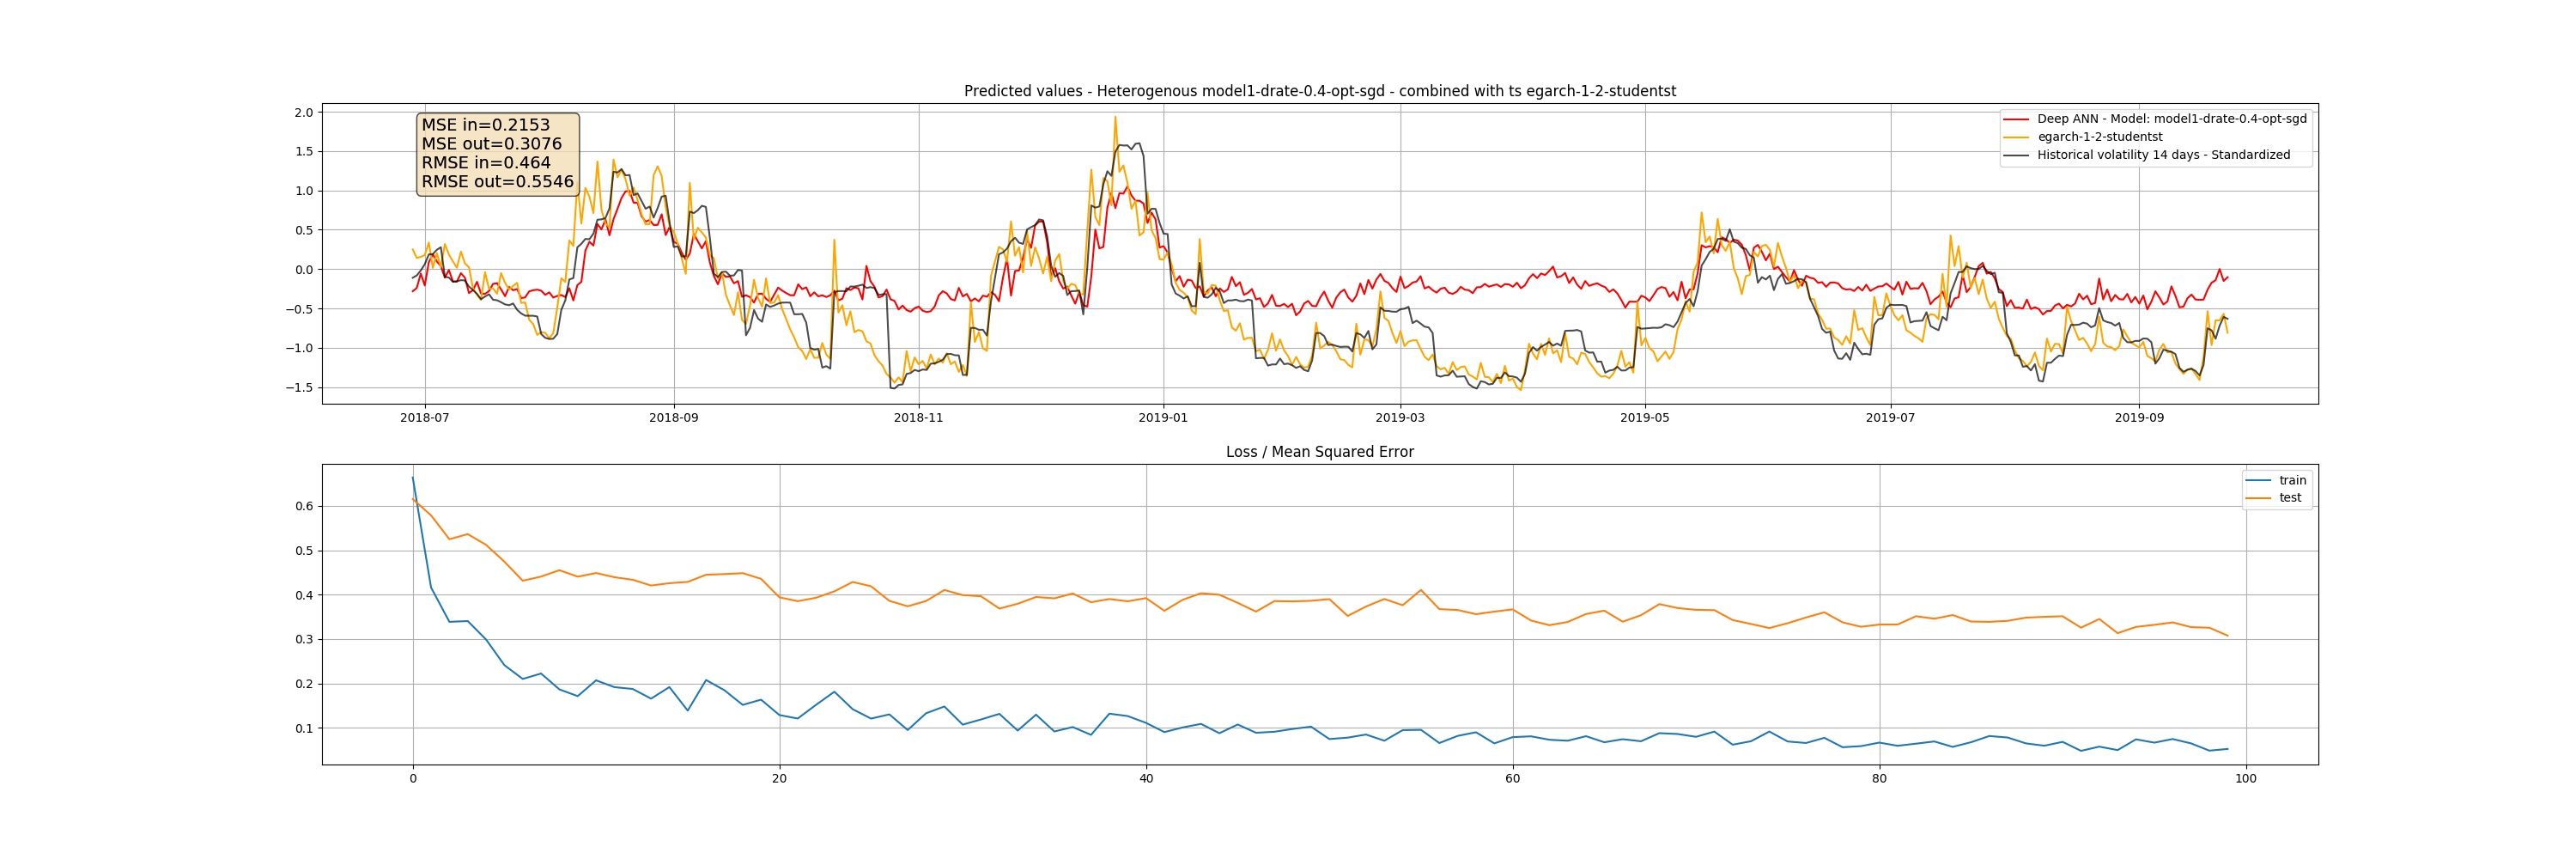 Predicted values - Heterogenous model1-drate-0.4-opt-sgd - combined with ts egarch-1-2-studentst
2.0
1.5
1.0
0.5
0.0
−0.5
−1.0
−1.5
MSE in=0.2153
MSE out=0.3076
RMSE in=0.464
RMSE out=0.5546
Deep ANN - Model: model1-drate-0.4-opt-sgd
egarch-1-2-studentst
Historical volatility 14 days - Standardized
2018-07 2018-09 2018-11 2019-01 2019-03 2019-05 2019-07 2019-09
Loss / Mean Squared Error
0.6
0.5
0.4
0.3
0.2
0.1
train
test
0 20 40 60 80 100